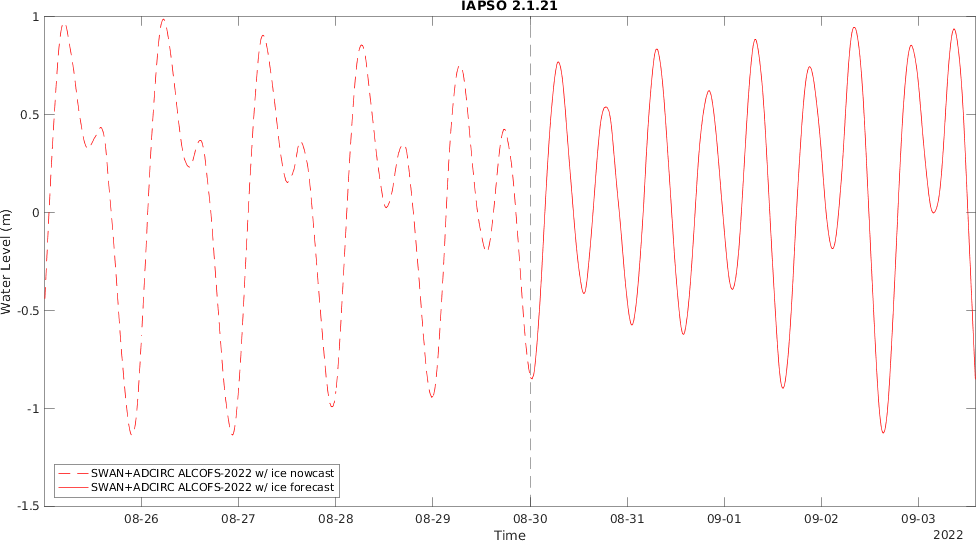 IAPSO 2.1.21
1
0.5
0
-0.5
-1
-1.5
Water Level (m)
SWAN+ADCIRC ALCOFS-2022 w/ ice nowcast
SWAN+ADCIRC ALCOFS-2022 w/ ice forecast
08-26 08-27 08-28 08-29 08-30 08-31 09-01 09-02 09-03
Time
2022